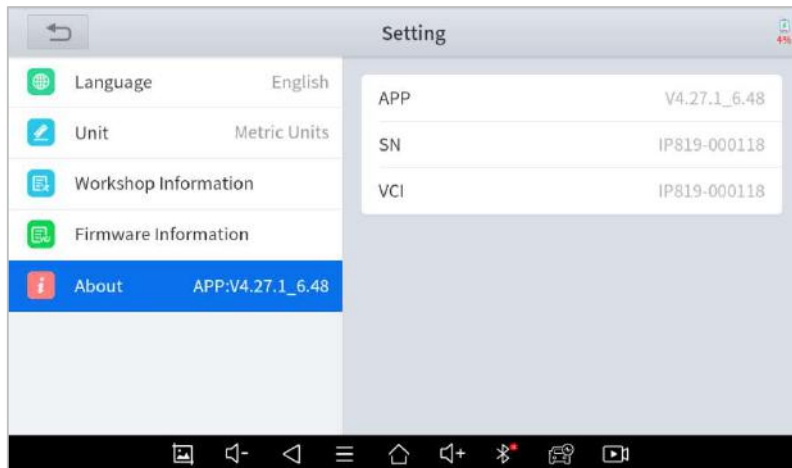 Setting
4%
Language English
Unit Metric Units
Workshop Information
Firmware Information
About APP:V4.27.1_6.48
APP V4.27.1_6.48
SN IP819-000118
VCI IP819-000118